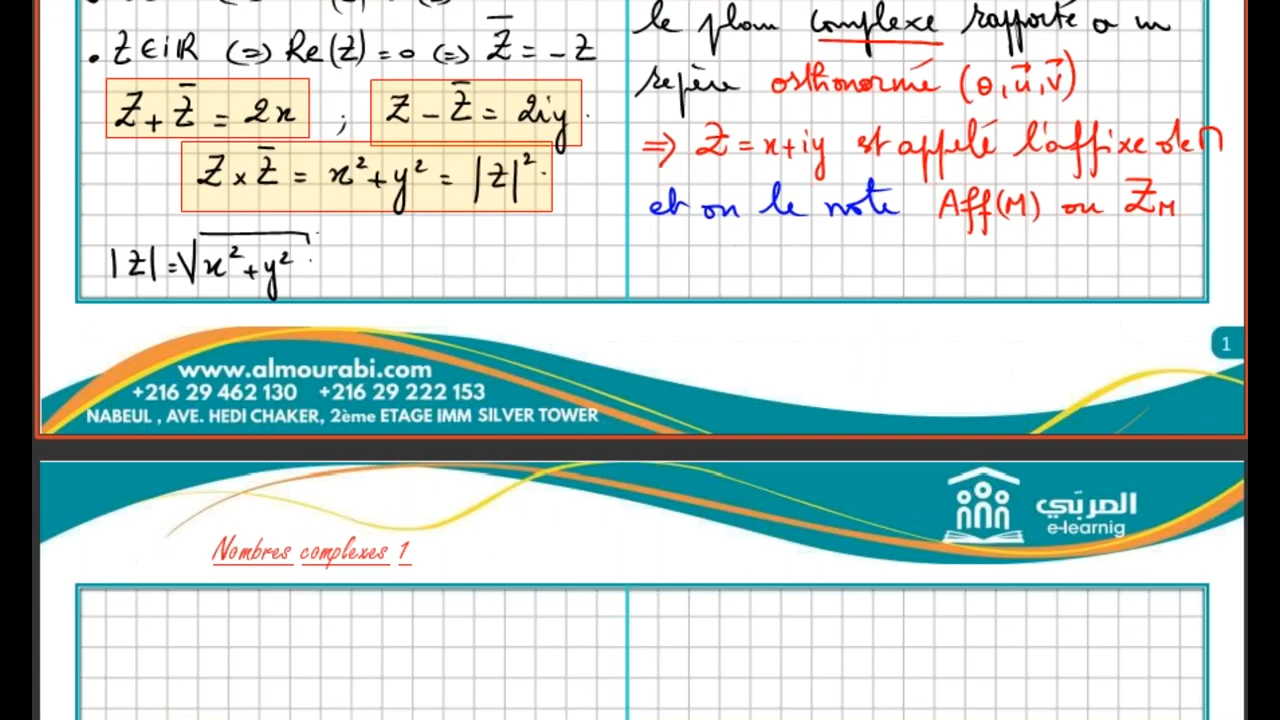 • Z ∈ iℝ (=) Re(Z) = 0 (=) Z̄ = -Z
Z + Z̄ = 2x ; Z - Z̄ = 2iy.
Z × Z̄ = x² + y² = |Z|².
|Z| = √(x² + y²).
le plan complexe rapporté a un
repère orthonormé (o, u⃗, v⃗)
=> Z = x + iy est appelé l'affixe de M
et on le note Aff(M) ou Z_M
www.almourabi.com
+216 29 462 130 +216 29 222 153
NABEUL , AVE. HEDI CHAKER, 2ème ETAGE IMM SILVER TOWER
1
المربّي
e-learnig
Nombres complexes 1